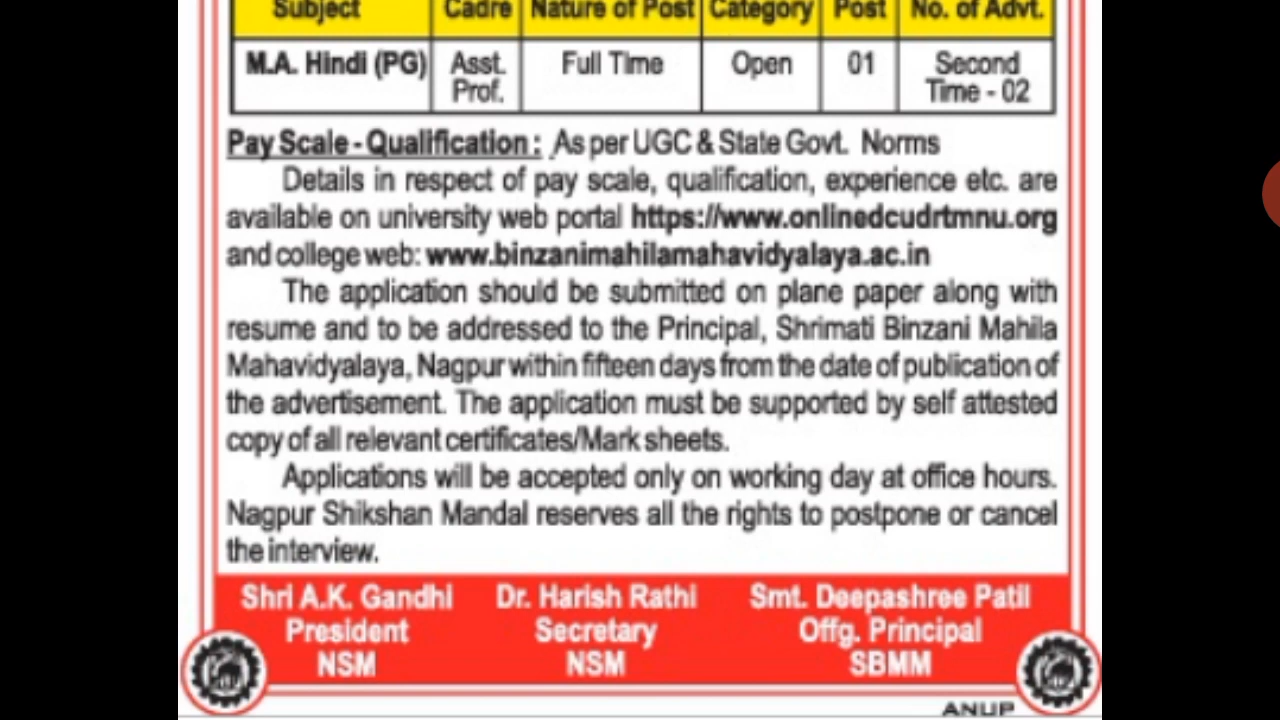 Subject Cadre Nature of Post Category Post No. of Advt.
M.A. Hindi (PG) Asst. Full Time Open 01 Second
Prof. Time - 02
Pay Scale - Qualification : As per UGC & State Govt. Norms
Details in respect of pay scale, qualification, experience etc. are
available on university web portal https://www.onlinedcudrtmnu.org
and college web: www.binzanimahilamahavidyalaya.ac.in
The application should be submitted on plane paper along with
resume and to be addressed to the Principal, Shrimati Binzani Mahila
Mahavidyalaya, Nagpur within fifteen days from the date of publication of
the advertisement. The application must be supported by self attested
copy of all relevant certificates/Mark sheets.
Applications will be accepted only on working day at office hours.
Nagpur Shikshan Mandal reserves all the rights to postpone or cancel
the interview.
Shri A.K. Gandhi Dr. Harish Rathi Smt. Deepashree Patil
President Secretary Offg. Principal
NSM NSM SBMM
ANUP